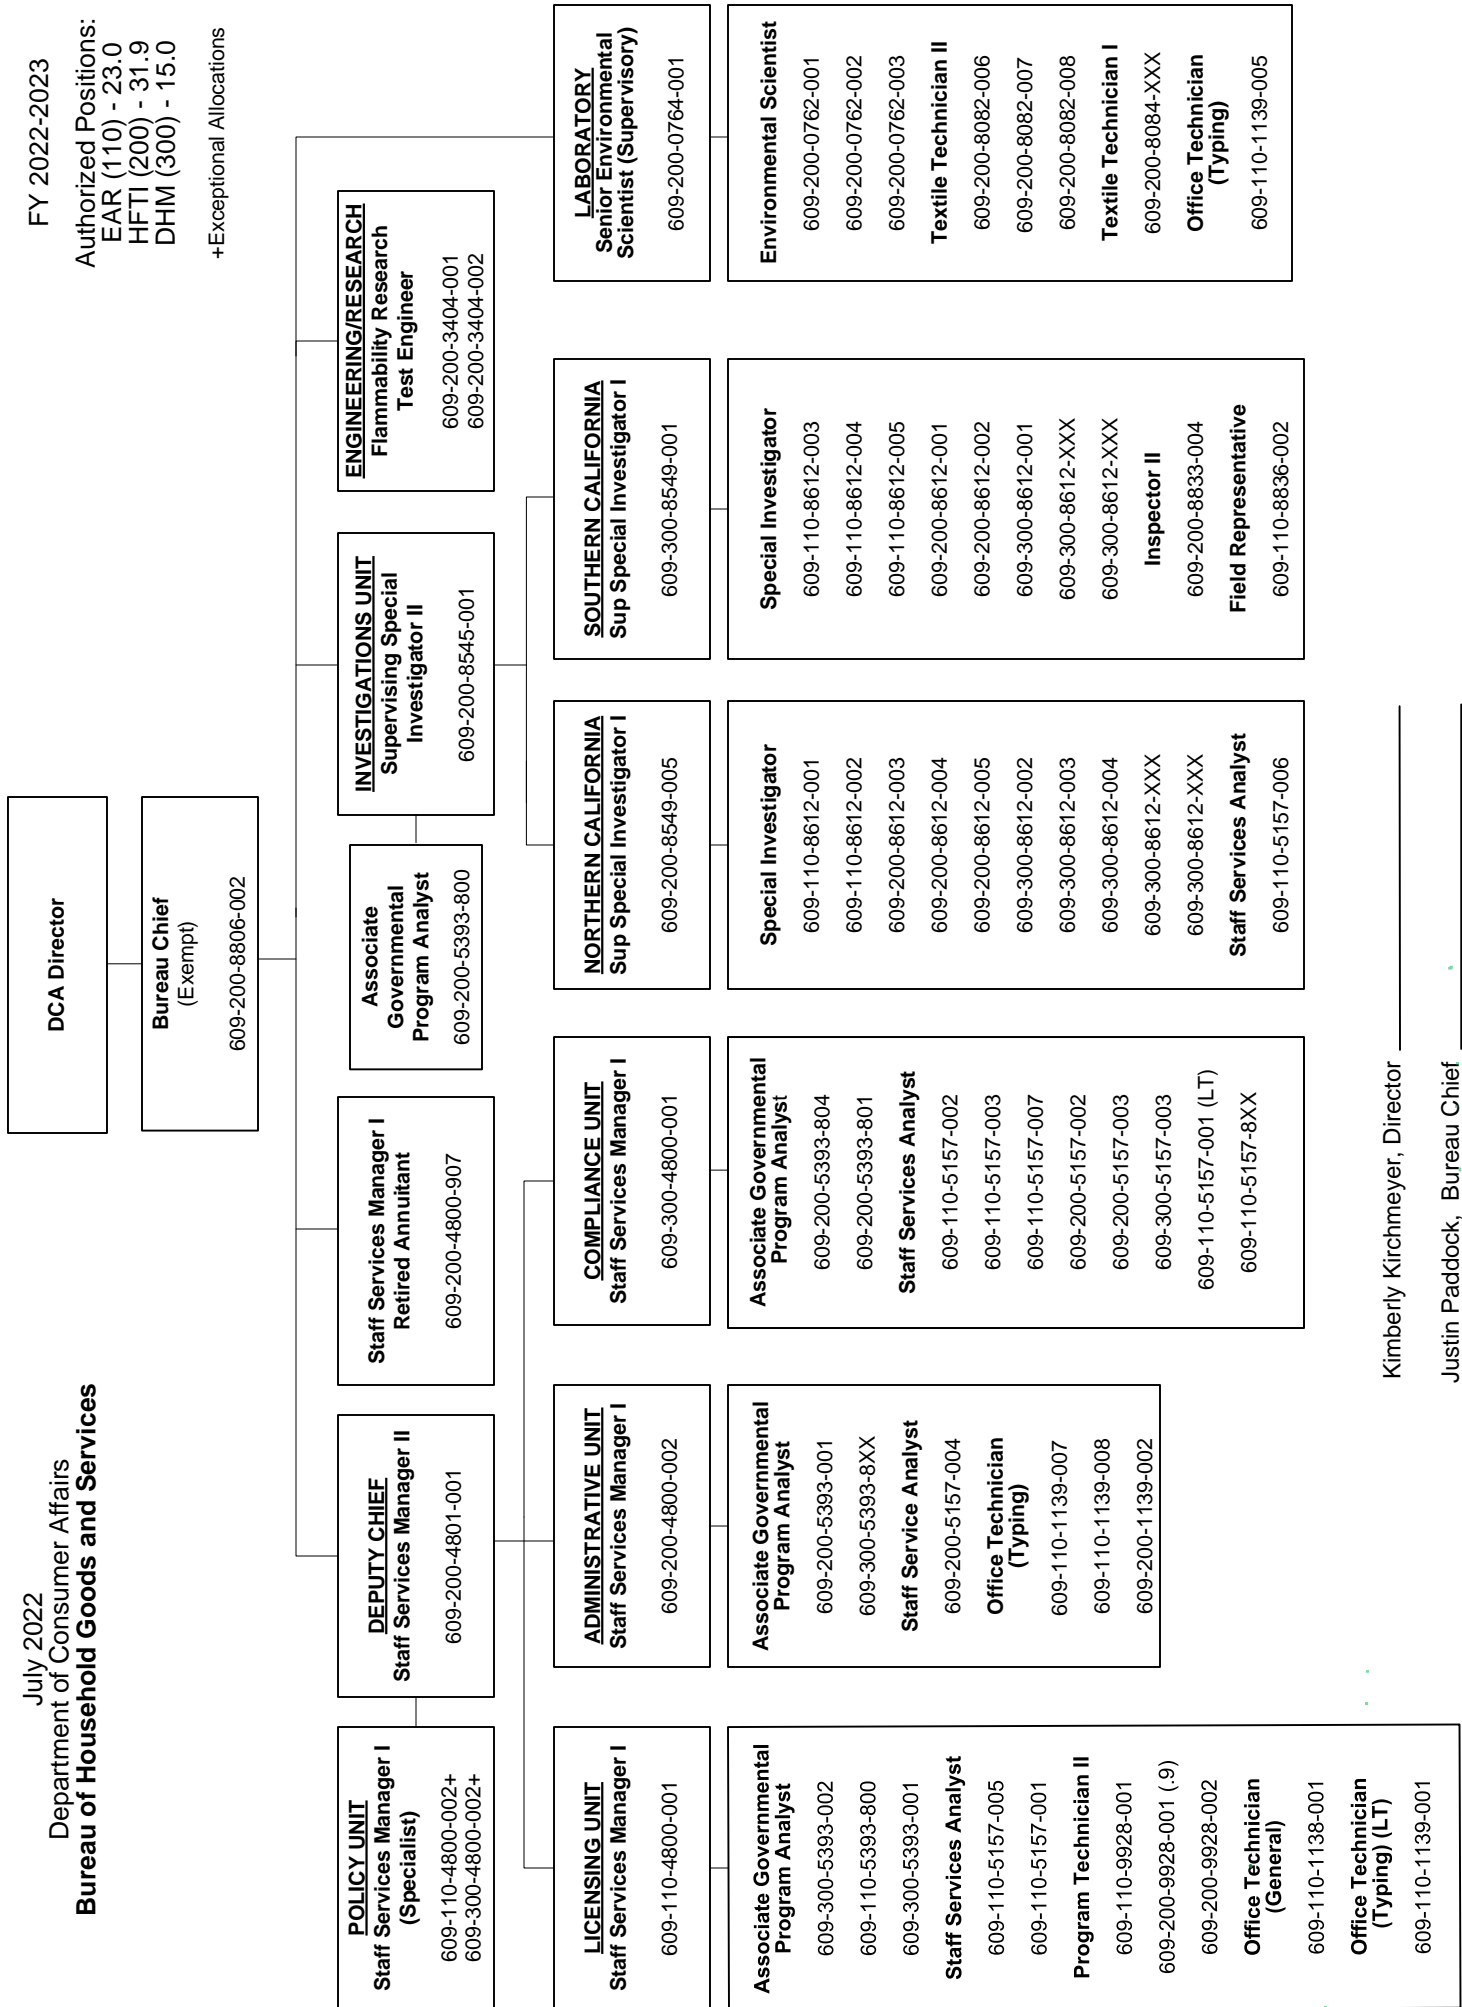 July 2022
Department of Consumer Affairs
Bureau of Household Goods and Services
FY 2022-2023
Authorized Positions:
EAR (110) - 23.0
HFTI (200) - 31.9
DHM (300) - 15.0
+Exceptional Allocations
DCA Director
Bureau Chief
(Exempt)
609-200-8806-002
POLICY UNIT
Staff Services Manager I
(Specialist)
609-110-4800-002+
609-300-4800-002+
DEPUTY CHIEF
Staff Services Manager II
609-200-4801-001
Staff Services Manager I
Retired Annuitant
609-200-4800-907
Associate
Governmental
Program Analyst
609-200-5393-800
INVESTIGATIONS UNIT
Supervising Special
Investigator II
609-200-8545-001
ENGINEERING/RESEARCH
Flammability Research
Test Engineer
609-200-3404-001
609-200-3404-002
LICENSING UNIT
Staff Services Manager I
609-110-4800-001
Associate Governmental
Program Analyst
609-300-5393-002
609-110-5393-800
609-300-5393-001
Staff Services Analyst
609-110-5157-005
609-110-5157-001
Program Technician II
609-110-9928-001
609-200-9928-001 (.9)
609-200-9928-002
Office Technician
(General)
609-110-1138-001
Office Technician
(Typing) (LT)
609-110-1139-001
ADMINISTRATIVE UNIT
Staff Services Manager I
609-200-4800-002
Associate Governmental
Program Analyst
609-200-5393-001
609-300-5393-8XX
Staff Service Analyst
609-200-5157-004
Office Technician
(Typing)
609-110-1139-007
609-110-1139-008
609-200-1139-002
COMPLIANCE UNIT
Staff Services Manager I
609-300-4800-001
Associate Governmental
Program Analyst
609-200-5393-804
609-200-5393-801
Staff Services Analyst
609-110-5157-002
609-110-5157-003
609-110-5157-007
609-200-5157-002
609-200-5157-003
609-300-5157-003
609-110-5157-001 (LT)
609-110-5157-8XX
NORTHERN CALIFORNIA
Sup Special Investigator I
609-200-8549-005
Special Investigator
609-110-8612-001
609-110-8612-002
609-200-8612-003
609-200-8612-004
609-200-8612-005
609-300-8612-002
609-300-8612-003
609-300-8612-004
609-300-8612-XXX
609-300-8612-XXX
Staff Services Analyst
609-110-5157-006
SOUTHERN CALIFORNIA
Sup Special Investigator I
609-300-8549-001
Special Investigator
609-110-8612-003
609-110-8612-004
609-110-8612-005
609-200-8612-001
609-200-8612-002
609-300-8612-001
609-300-8612-XXX
609-300-8612-XXX
Inspector II
609-200-8833-004
Field Representative
609-110-8836-002
LABORATORY
Senior Environmental
Scientist (Supervisory)
609-200-0764-001
Environmental Scientist
609-200-0762-001
609-200-0762-002
609-200-0762-003
Textile Technician II
609-200-8082-006
609-200-8082-007
609-200-8082-008
Textile Technician I
609-200-8084-XXX
Office Technician
(Typing)
609-110-1139-005
Kimberly Kirchmeyer, Director
Justin Paddock, Bureau Chief